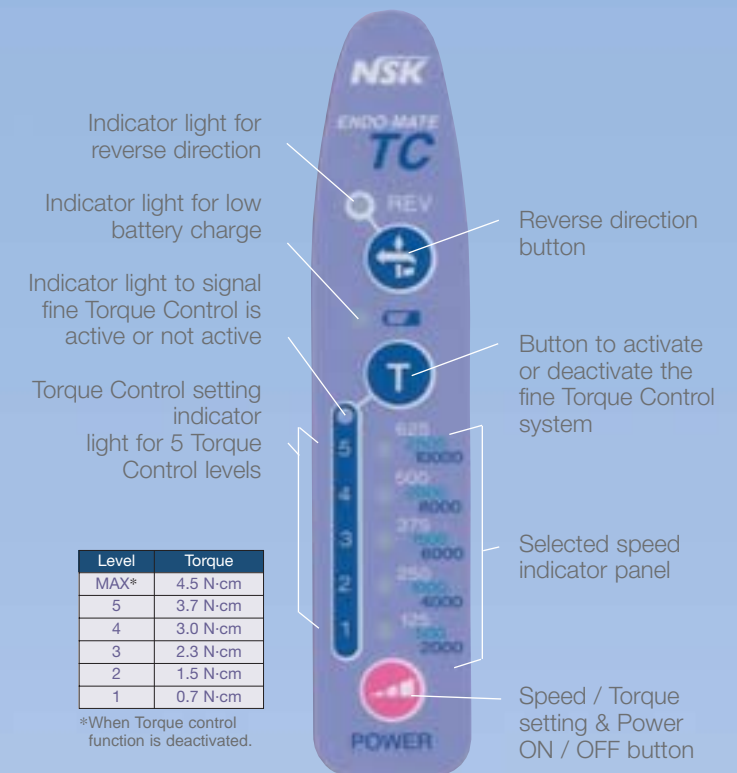 NSK
ENDO-MATE
TC
REV
Indicator light for
reverse direction
Indicator light for low
battery charge
Indicator light to signal
fine Torque Control is
active or not active
Torque Control setting
indicator
light for 5 Torque
Control levels
Reverse direction
button
Button to activate
or deactivate the
fine Torque Control
system
Selected speed
indicator panel
Speed / Torque
setting & Power
ON / OFF button
T
5
625
10000
4
500
8000
3
6000
2
4000
1
125
500
2000
POWER
Level Torque
MAX* 4.5 N·cm
5 3.7 N·cm
4 3.0 N·cm
3 2.3 N·cm
2 1.5 N·cm
1 0.7 N·cm
*When Torque control
function is deactivated.